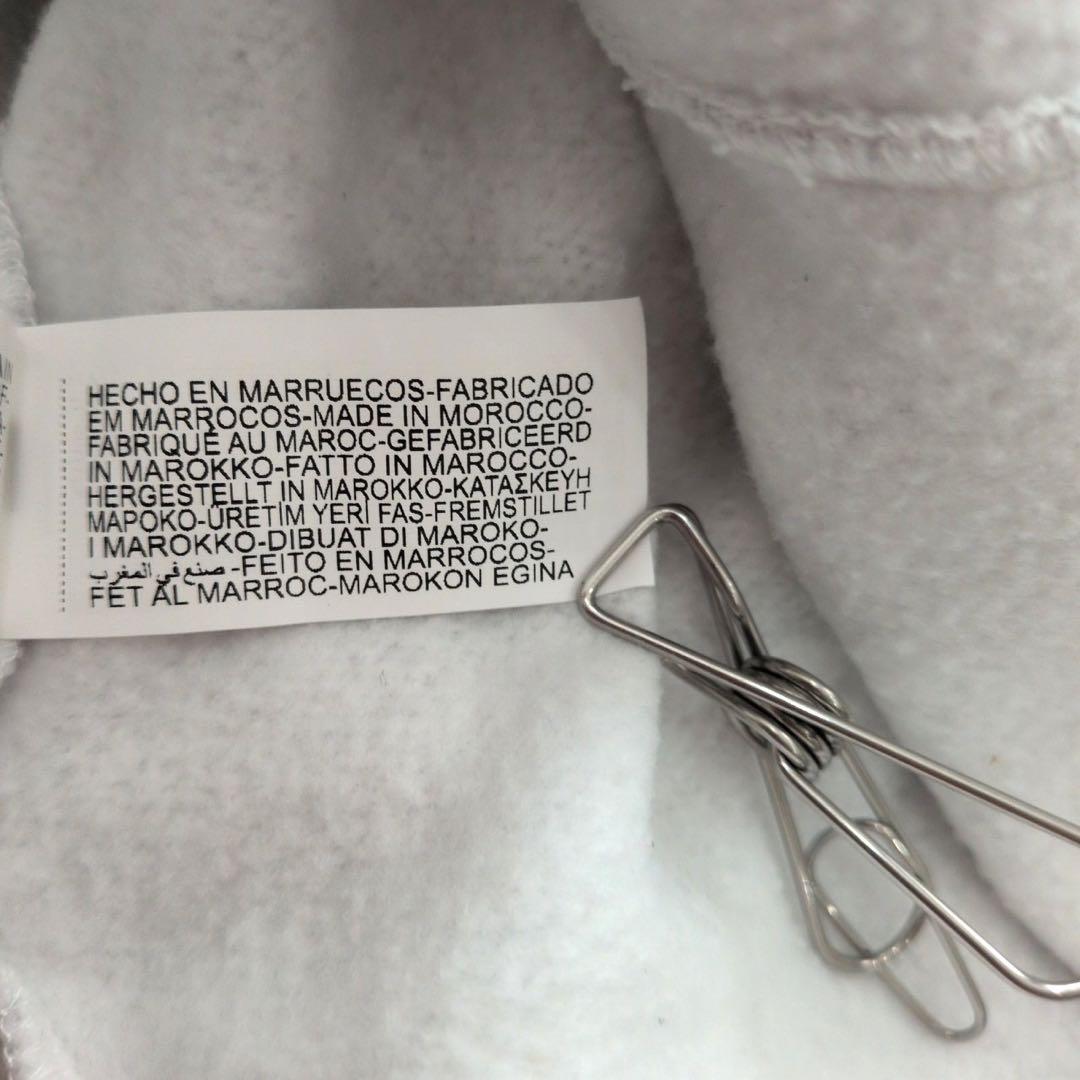 HECHO EN MARRUECOS-FABRICADO
EM MARROCOS-MADE IN MOROCCO-
FABRIQUÉ AU MAROC-GEFABRICEERD
IN MAROKKO-FATTO IN MAROCCO-
HERGESTELLT IN MAROKKO-ΚΑΤΑΣΚΕΥΗ
ΜΑΡΟΚΟ-ÜRETİM YERİ FAS-FREMSTILLET
I MAROKKO-DIBUAT DI MAROKO-
صنع في المغرب -FEITO EN MARROCOS-
FET AL MARROC-MAROKON EGINA